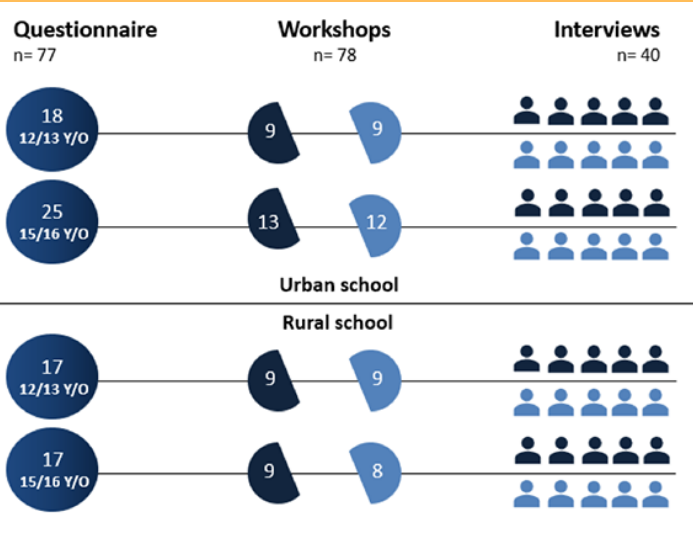 Questionnaire
n= 77
Workshops
n= 78
Interviews
n= 40
18
12/13 Y/O
9
9
25
15/16 Y/O
13
12
Urban school
Rural school
17
12/13 Y/O
9
9
17
15/16 Y/O
9
8